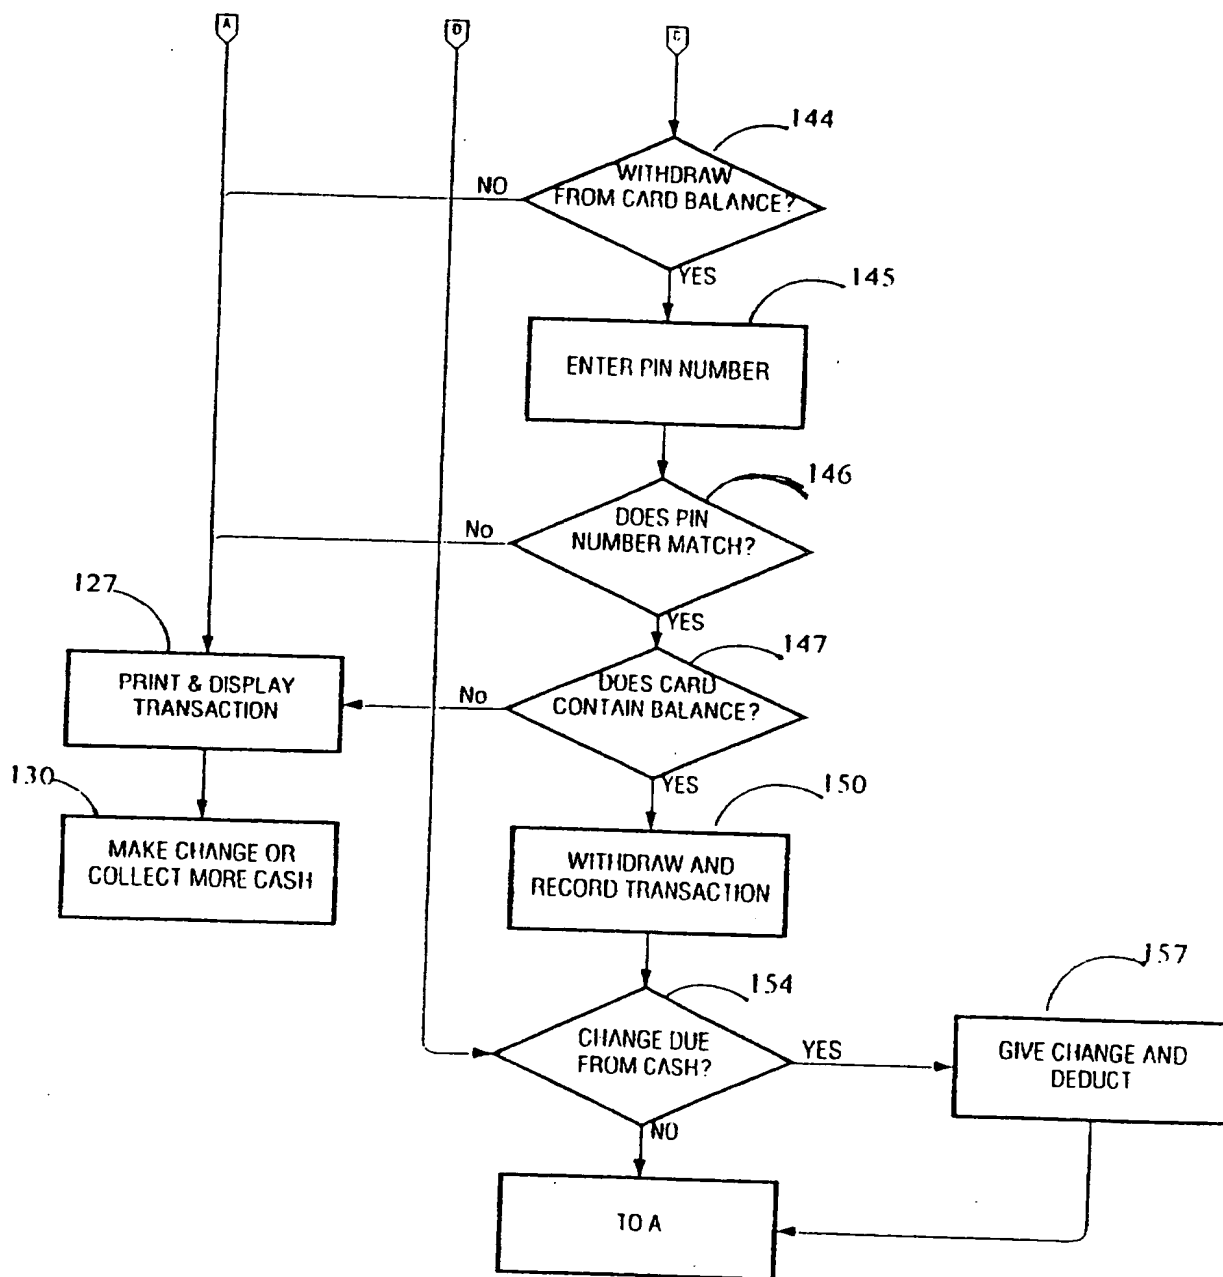 A
D
C
144
WITHDRAW
FROM CARD BALANCE?
NO
YES
145
ENTER PIN NUMBER
146
DOES PIN
NUMBER MATCH?
No
YES
127
147
PRINT & DISPLAY
TRANSACTION
No
DOES CARD
CONTAIN BALANCE?
YES
130
150
MAKE CHANGE OR
COLLECT MORE CASH
WITHDRAW AND
RECORD TRANSACTION
154
157
CHANGE DUE
FROM CASH?
YES
GIVE CHANGE AND
DEDUCT
NO
TO A